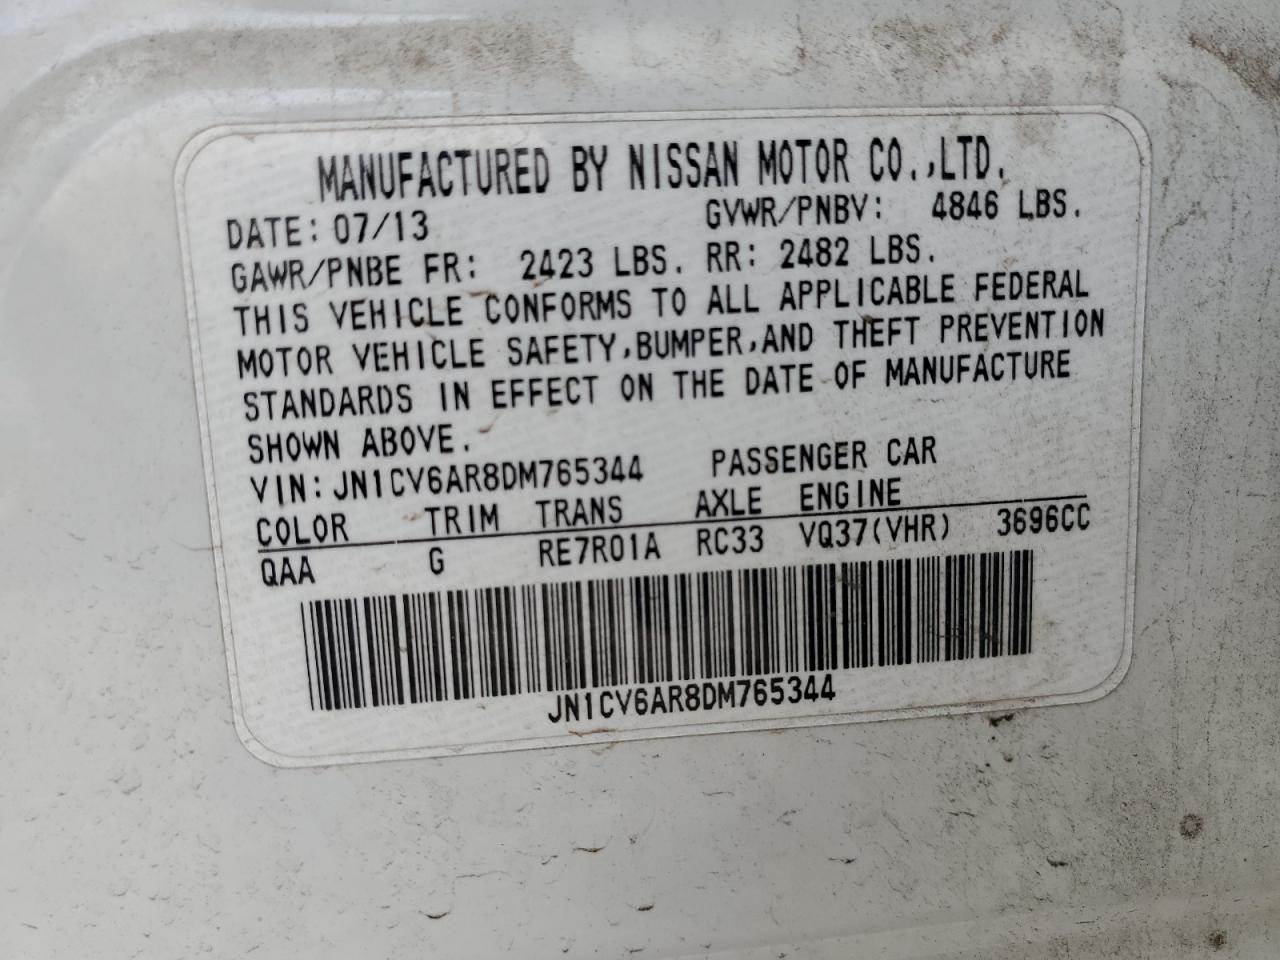 MANUFACTURED BY NISSAN MOTOR CO.,LTD.
DATE: 07/13 GVWR/PNBV: 4846 LBS.
GAWR/PNBE FR: 2423 LBS. RR: 2482 LBS.
THIS VEHICLE CONFORMS TO ALL APPLICABLE FEDERAL
MOTOR VEHICLE SAFETY,BUMPER,AND THEFT PREVENTION
STANDARDS IN EFFECT ON THE DATE OF MANUFACTURE
SHOWN ABOVE.
VIN:JN1CV6AR8DM765344 PASSENGER CAR
COLOR TRIM TRANS AXLE ENGINE
QAA G RE7R01A RC33 VQ37(VHR) 3696CC
JN1CV6AR8DM765344